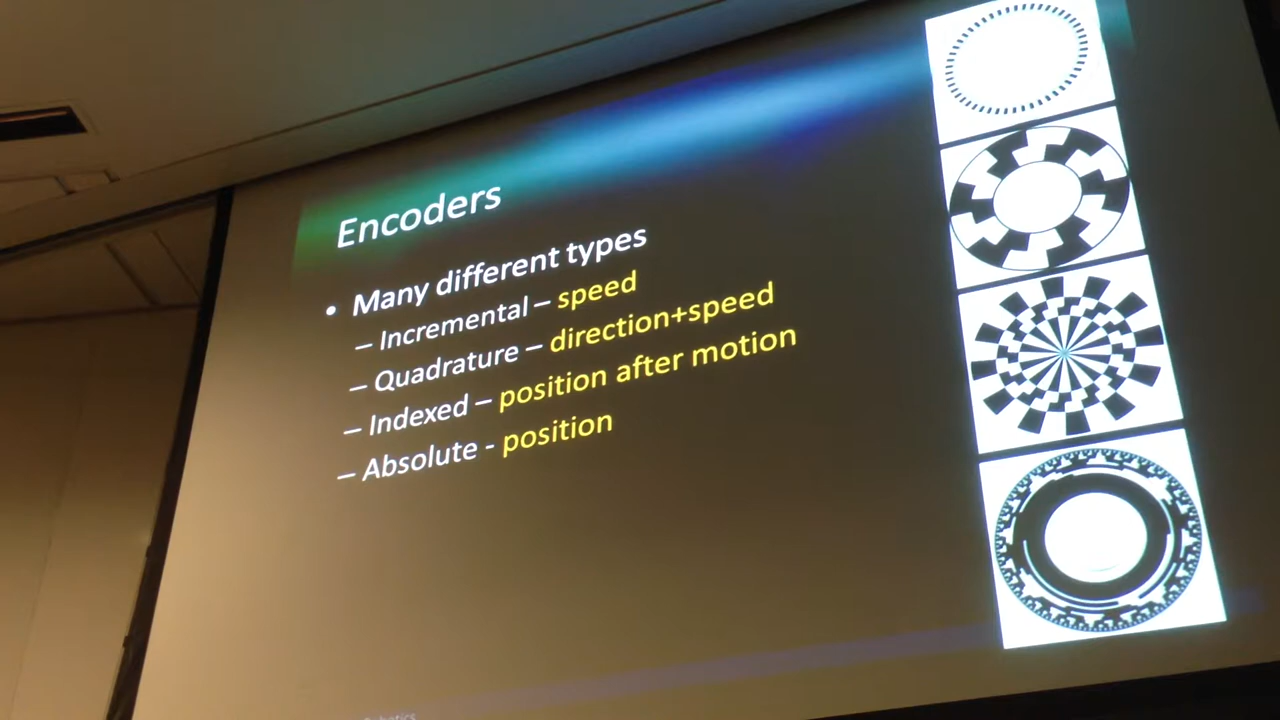 Encoders
• Many different types
– Incremental – speed
– Quadrature – direction+speed
– Indexed – position after motion
– Absolute - position